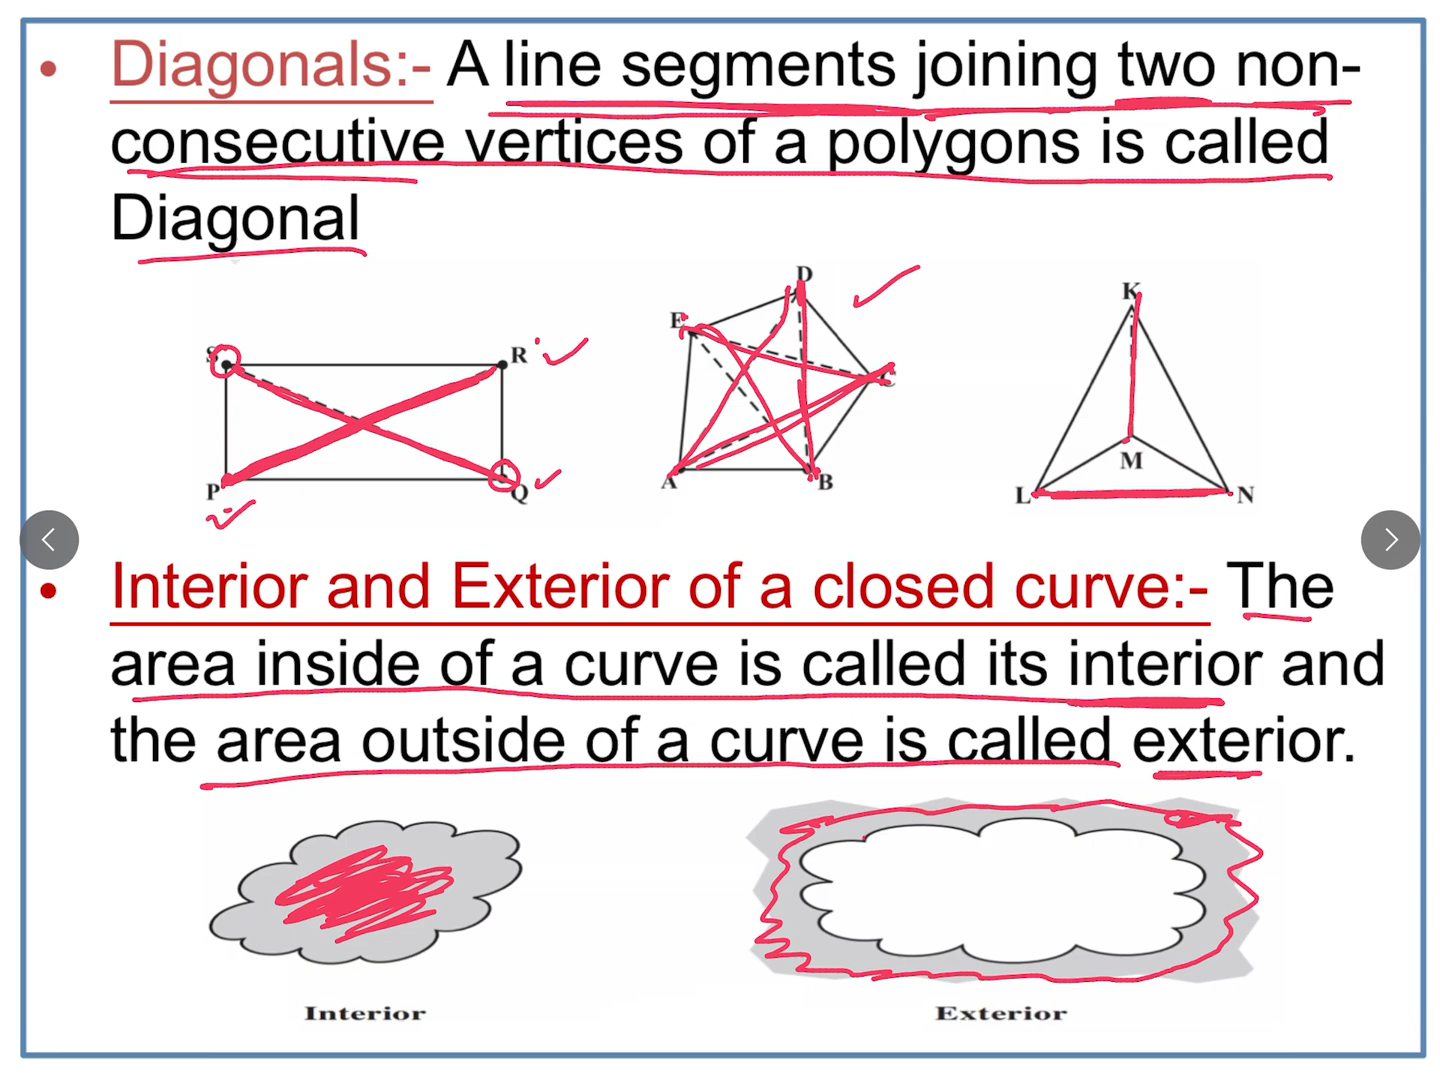 • Diagonals:- A line segments joining two non-
consecutive vertices of a polygons is called
Diagonal
S R
P Q
D
E
C
A B
K
M
L N
• Interior and Exterior of a closed curve:- The
area inside of a curve is called its interior and
the area outside of a curve is called exterior.
Interior Exterior